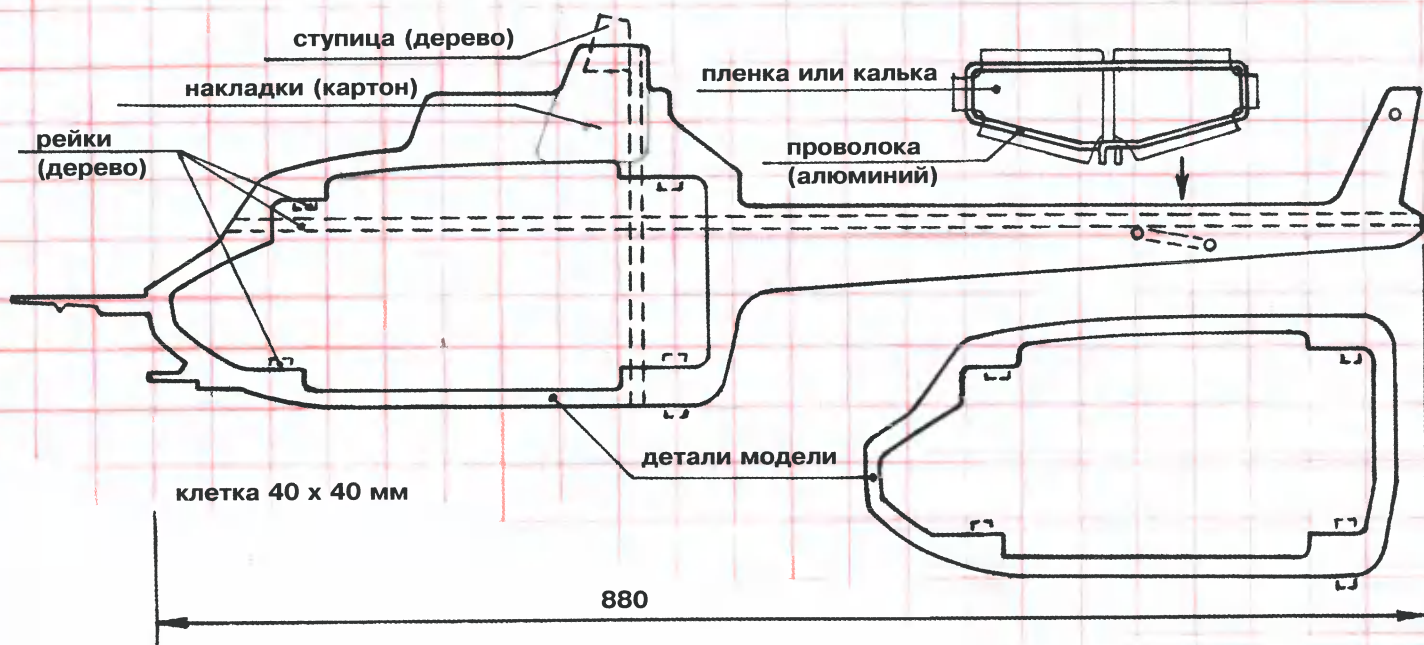 ступица (дерево)
накладки (картон)
рейки
(дерево)
пленка или калька
проволока
(алюминий)
детали модели
клетка 40 x 40 мм
880